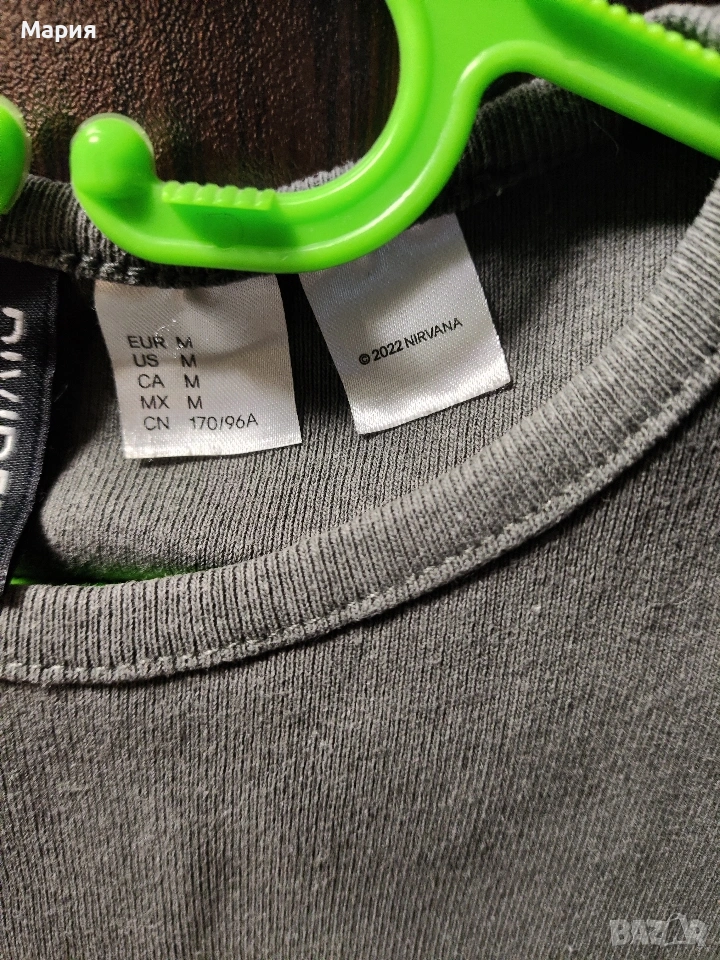 Мария
EUR M
US M
CA M
MX M
CN 170/96A
© 2022 NIRVANA
BAZAR